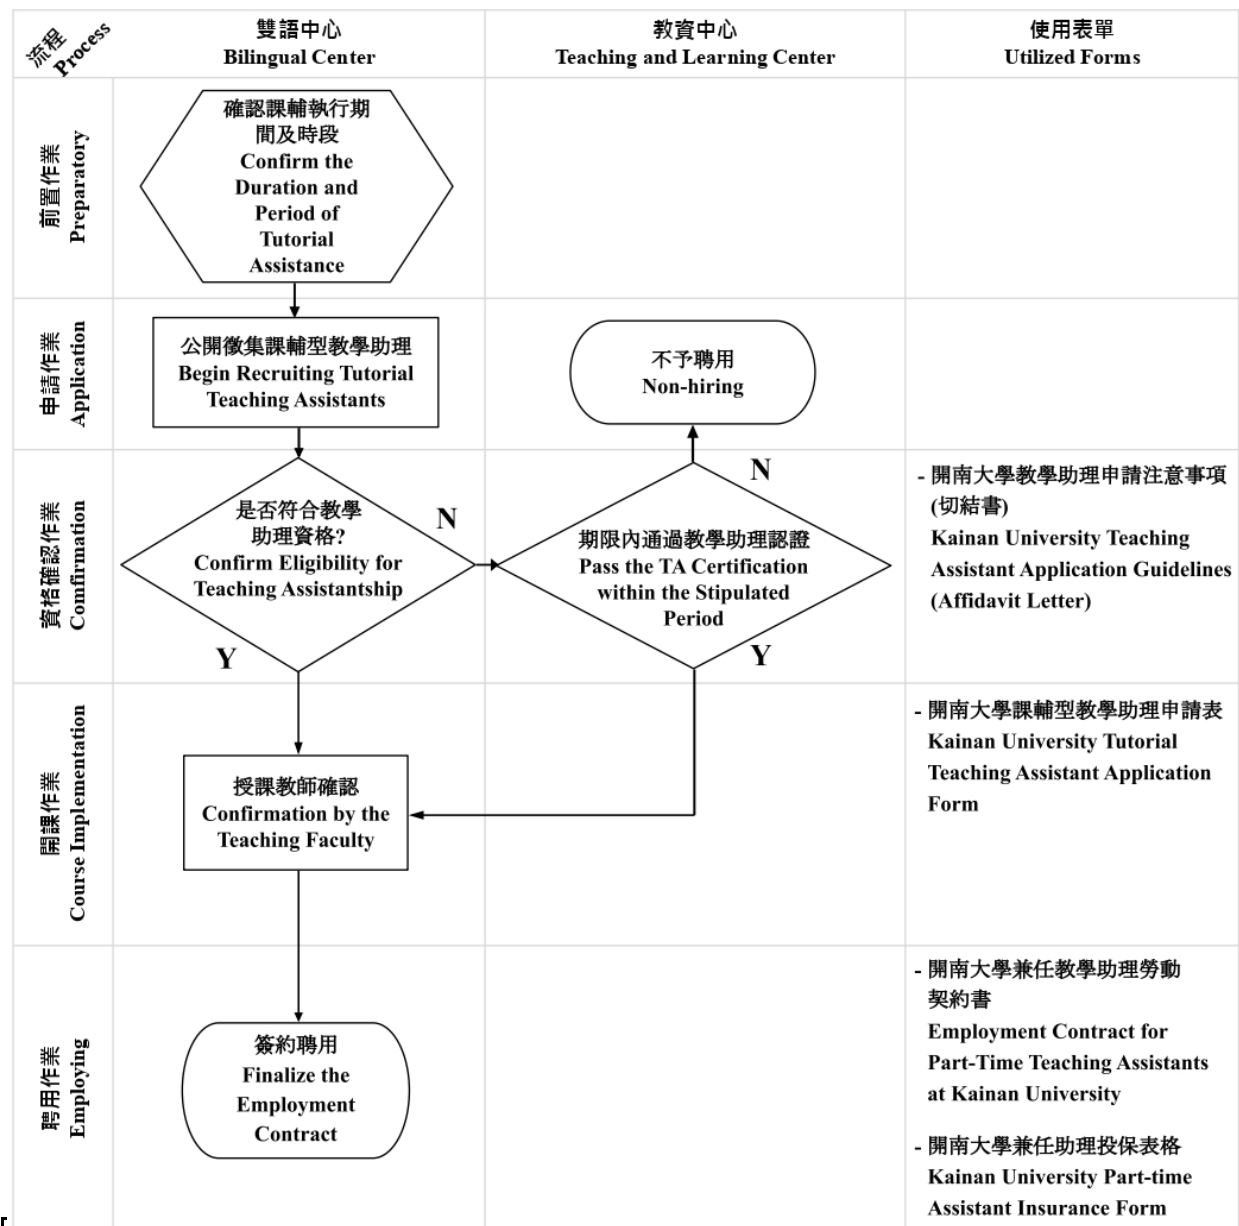 流程
Process
雙語中心
Bilingual Center
教資中心
Teaching and Learning Center
使用表單
Utilized Forms
前置作業
Preparatory
確認課輔執行期
間及時段
Confirm the
Duration and
Period of
Tutorial
Assistance
申請作業
Application
公開徵集課輔型教學助理
Begin Recruiting Tutorial
Teaching Assistants
不予聘用
Non-hiring
資格確認作業
Comfirmation
是否符合教學
助理資格?
Confirm Eligibility for
Teaching Assistantship
N
Y
期限內通過教學助理認證
Pass the TA Certification
within the Stipulated
Period
N
Y
- 開南大學教學助理申請注意事項
(切結書)
Kainan University Teaching
Assistant Application Guidelines
(Affidavit Letter)
開課作業
Course Implementation
授課教師確認
Confirmation by the
Teaching Faculty
- 開南大學課輔型教學助理申請表
Kainan University Tutorial
Teaching Assistant Application
Form
聘用作業
Employing
簽約聘用
Finalize the
Employment
Contract
- 開南大學兼任教學助理勞動
契約書
Employment Contract for
Part-Time Teaching Assistants
at Kainan University
- 開南大學兼任助理投保表格
Kainan University Part-time
Assistant Insurance Form